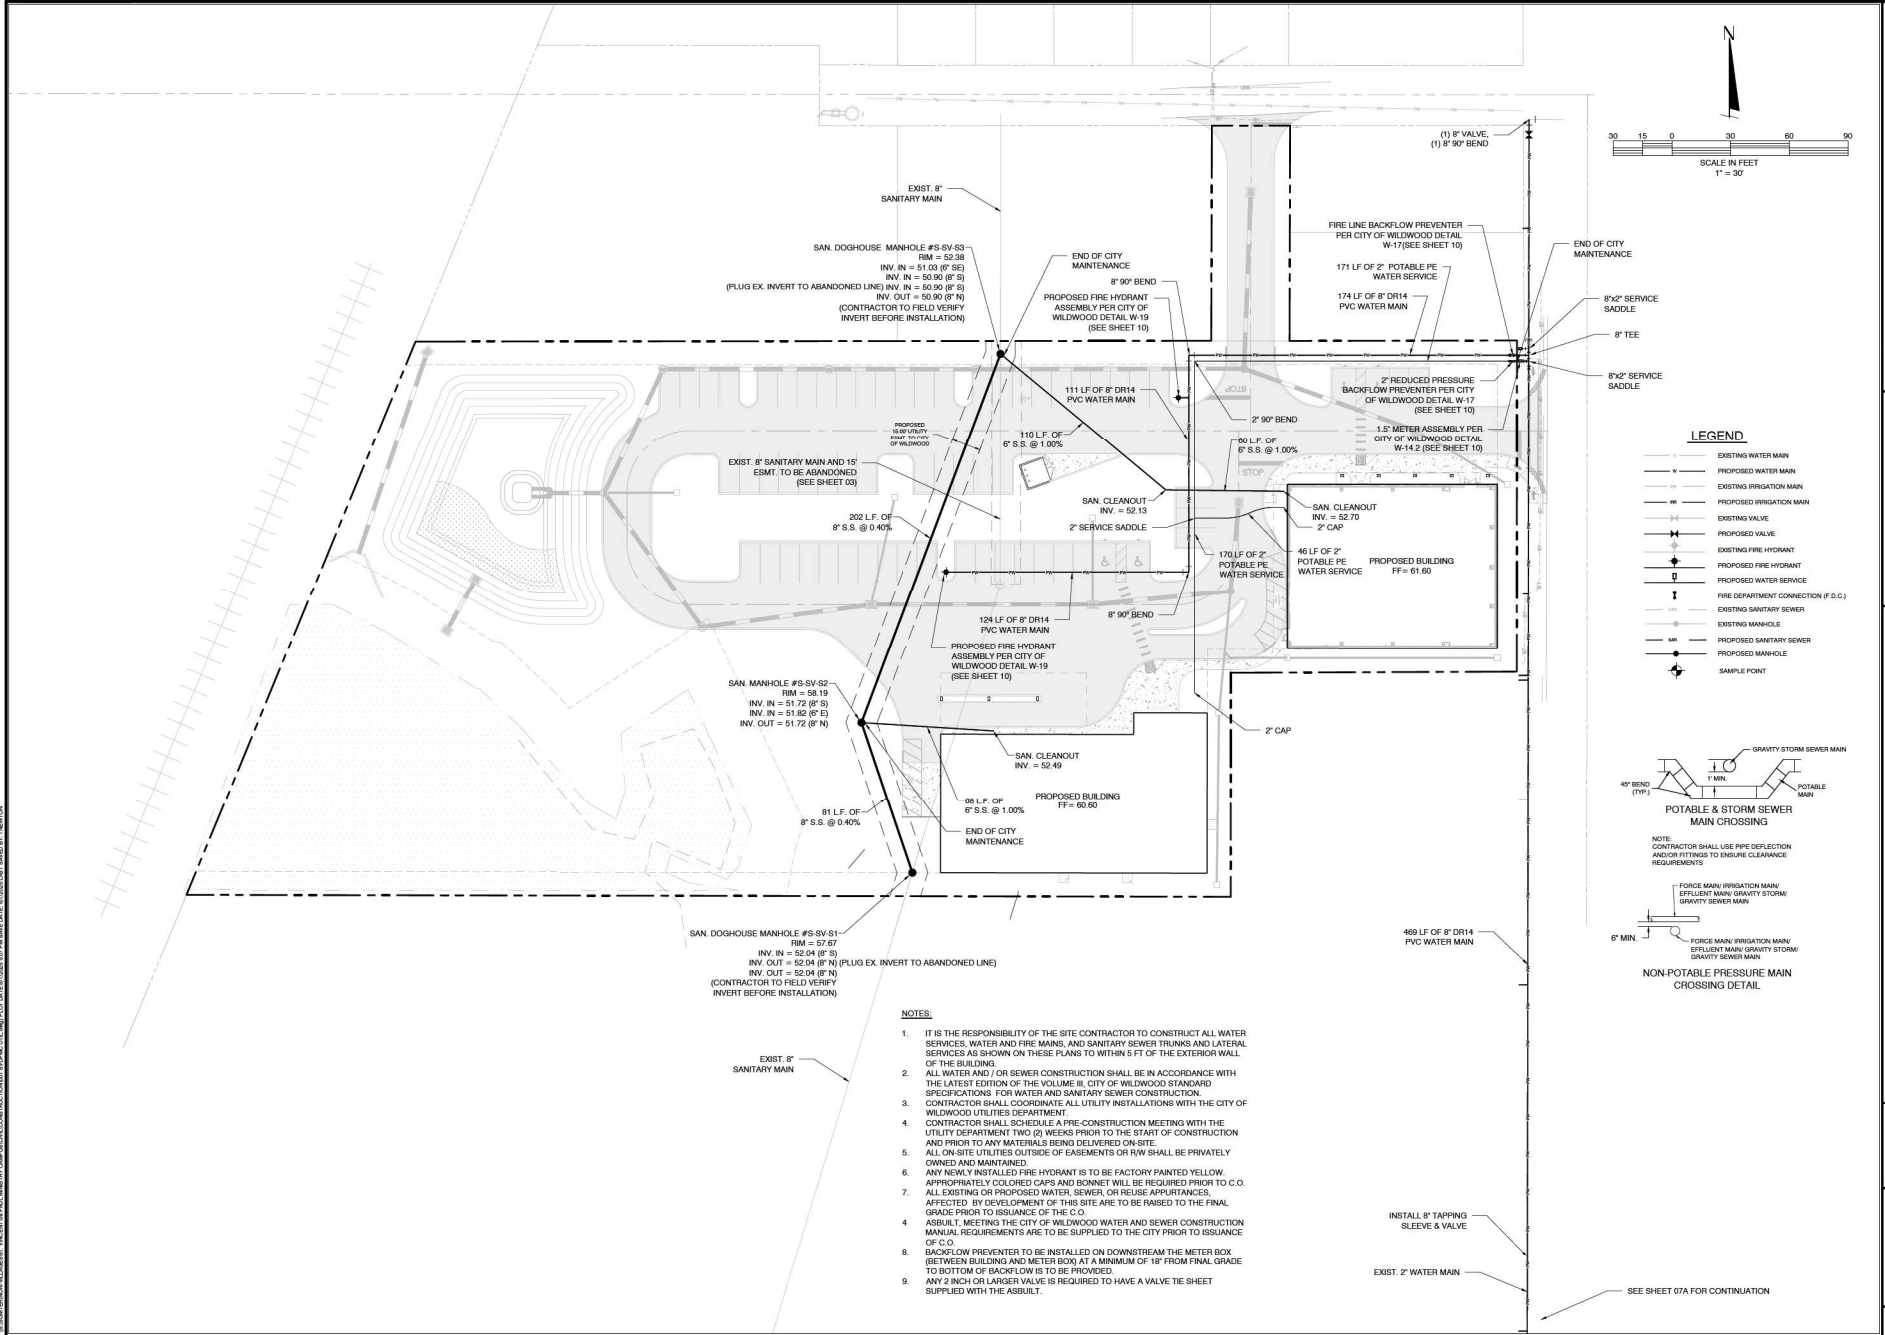 N
30 15 0 30 60 90
SCALE IN FEET
1" = 30'
(1) 8" VALVE,
(1) 8" 90° BEND
EXIST. 8"
SANITARY MAIN
SAN. DOGHOUSE MANHOLE #S-SV-S3
RIM = 52.38
INV. IN = 51.03 (6" SE)
INV. IN = 50.90 (8" S)
(PLUG EX. INVERT TO ABANDONED LINE) INV. IN = 50.90 (8" S)
INV. OUT = 50.90 (8" N)
(CONTRACTOR TO FIELD VERIFY
INVERT BEFORE INSTALLATION)
END OF CITY
MAINTENANCE
8" 90° BEND
PROPOSED FIRE HYDRANT
ASSEMBLY PER CITY OF
WILDWOOD DETAIL W-19
(SEE SHEET 10)
FIRE LINE BACKFLOW PREVENTER
PER CITY OF WILDWOOD DETAIL
W-17(SEE SHEET 10)
171 LF OF 2" POTABLE PE
WATER SERVICE
174 LF OF 8" DR14
PVC WATER MAIN
END OF CITY
MAINTENANCE
8"x2" SERVICE
SADDLE
8" TEE
8"x2" SERVICE
SADDLE
2" REDUCED PRESSURE
BACKFLOW PREVENTER PER CITY
OF WILDWOOD DETAIL W-17
(SEE SHEET 10)
1.5" METER ASSEMBLY PER
CITY OF WILDWOOD DETAIL
W-14.2 (SEE SHEET 10)
111 LF OF 8" DR14
PVC WATER MAIN
2" 90° BEND
STOP
STOP
110 L.F. OF
6" S.S. @ 1.00%
60 L.F. OF
6" S.S. @ 1.00%
PROPOSED
15.00' UTILITY
ESMT. TO CITY
OF WILDWOOD
EXIST. 8" SANITARY MAIN AND 15'
ESMT. TO BE ABANDONED
(SEE SHEET 03)
SAN. CLEANOUT
INV. = 52.13
SAN. CLEANOUT
INV. = 52.70
2" CAP
2" SERVICE SADDLE
202 L.F. OF
8" S.S. @ 0.40%
170 LF OF 2"
POTABLE PE
WATER SERVICE
46 LF OF 2"
POTABLE PE
WATER SERVICE
PROPOSED BUILDING
FF= 61.60
8" 90° BEND
124 LF OF 8" DR14
PVC WATER MAIN
PROPOSED FIRE HYDRANT
ASSEMBLY PER CITY OF
WILDWOOD DETAIL W-19
(SEE SHEET 10)
SAN. MANHOLE #S-SV-S2
RIM = 58.19
INV. IN = 51.72 (8" S)
INV. IN = 51.82 (6" E)
INV. OUT = 51.72 (8" N)
2" CAP
SAN. CLEANOUT
INV. = 52.49
68 L.F. OF
6" S.S. @ 1.00%
PROPOSED BUILDING
FF= 60.60
81 L.F. OF
8" S.S. @ 0.40%
END OF CITY
MAINTENANCE
SAN. DOGHOUSE MANHOLE #S-SV-S1
RIM = 57.67
INV. IN = 52.04 (8" S)
INV. OUT = 52.04 (8" N) (PLUG EX. INVERT TO ABANDONED LINE)
INV. OUT = 52.04 (8" N)
(CONTRACTOR TO FIELD VERIFY
INVERT BEFORE INSTALLATION)
EXIST. 8"
SANITARY MAIN
469 LF OF 8" DR14
PVC WATER MAIN
INSTALL 8" TAPPING
SLEEVE & VALVE
EXIST. 2" WATER MAIN
SEE SHEET 07A FOR CONTINUATION
LEGEND
EXISTING WATER MAIN
W PROPOSED WATER MAIN
EXISTING IRRIGATION MAIN
IRR PROPOSED IRRIGATION MAIN
EXISTING VALVE
PROPOSED VALVE
EXISTING FIRE HYDRANT
PROPOSED FIRE HYDRANT
PROPOSED WATER SERVICE
FIRE DEPARTMENT CONNECTION (F.D.C.)
EXISTING SANITARY SEWER
EXISTING MANHOLE
SAN PROPOSED SANITARY SEWER
PROPOSED MANHOLE
SAMPLE POINT
GRAVITY STORM SEWER MAIN
1' MIN.
45° BEND
(TYP.)
POTABLE
MAIN
POTABLE & STORM SEWER
MAIN CROSSING
NOTE:
CONTRACTOR SHALL USE PIPE DEFLECTION
AND/OR FITTINGS TO ENSURE CLEARANCE
REQUIREMENTS
FORCE MAIN/ IRRIGATION MAIN/
EFFLUENT MAIN/ GRAVITY STORM/
GRAVITY SEWER MAIN
6" MIN.
FORCE MAIN/ IRRIGATION MAIN/
EFFLUENT MAIN/ GRAVITY STORM/
GRAVITY SEWER MAIN
NON-POTABLE PRESSURE MAIN
CROSSING DETAIL
NOTES:
1. IT IS THE RESPONSIBILITY OF THE SITE CONTRACTOR TO CONSTRUCT ALL WATER
SERVICES, WATER AND FIRE MAINS, AND SANITARY SEWER TRUNKS AND LATERAL
SERVICES AS SHOWN ON THESE PLANS TO WITHIN 5 FT OF THE EXTERIOR WALL
OF THE BUILDING.
2. ALL WATER AND / OR SEWER CONSTRUCTION SHALL BE IN ACCORDANCE WITH
THE LATEST EDITION OF THE VOLUME III, CITY OF WILDWOOD STANDARD
SPECIFICATIONS FOR WATER AND SANITARY SEWER CONSTRUCTION.
3. CONTRACTOR SHALL COORDINATE ALL UTILITY INSTALLATIONS WITH THE CITY OF
WILDWOOD UTILITIES DEPARTMENT.
4. CONTRACTOR SHALL SCHEDULE A PRE-CONSTRUCTION MEETING WITH THE
UTILITY DEPARTMENT TWO (2) WEEKS PRIOR TO THE START OF CONSTRUCTION
AND PRIOR TO ANY MATERIALS BEING DELIVERED ON-SITE.
5. ALL ON-SITE UTILITIES OUTSIDE OF EASEMENTS OR R/W SHALL BE PRIVATELY
OWNED AND MAINTAINED.
6. ANY NEWLY INSTALLED FIRE HYDRANT IS TO BE FACTORY PAINTED YELLOW.
APPROPRIATELY COLORED CAPS AND BONNET WILL BE REQUIRED PRIOR TO C.O.
7. ALL EXISTING OR PROPOSED WATER, SEWER, OR REUSE APPURTANCES,
AFFECTED BY DEVELOPMENT OF THIS SITE ARE TO BE RAISED TO THE FINAL
GRADE PRIOR TO ISSUANCE OF THE C.O.
4 ASBUILT, MEETING THE CITY OF WILDWOOD WATER AND SEWER CONSTRUCTION
MANUAL REQUIREMENTS ARE TO BE SUPPLIED TO THE CITY PRIOR TO ISSUANCE
OF C.O.
8. BACKFLOW PREVENTER TO BE INSTALLED ON DOWNSTREAM THE METER BOX
(BETWEEN BUILDING AND METER BOX) AT A MINIMUM OF 18" FROM FINAL GRADE
TO BOTTOM OF BACKFLOW IS TO BE PROVIDED.
9. ANY 2 INCH OR LARGER VALVE IS REQUIRED TO HAVE A VALVE TIE SHEET
SUPPLIED WITH THE ASBUILT.